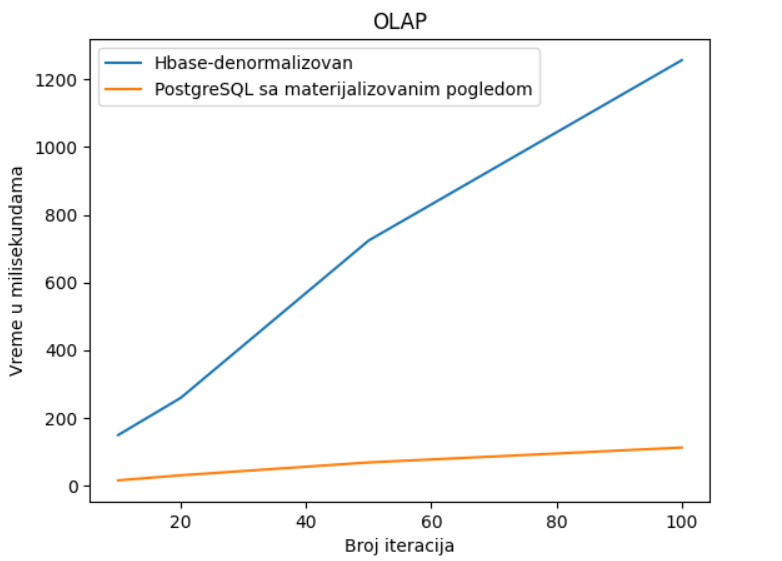 OLAP
Hbase-denormalizovan
PostgreSQL sa materijalizovanim pogledom
1200
1000
800
600
400
200
0
Vreme u milisekundama
20 40 60 80 100
Broj iteracija